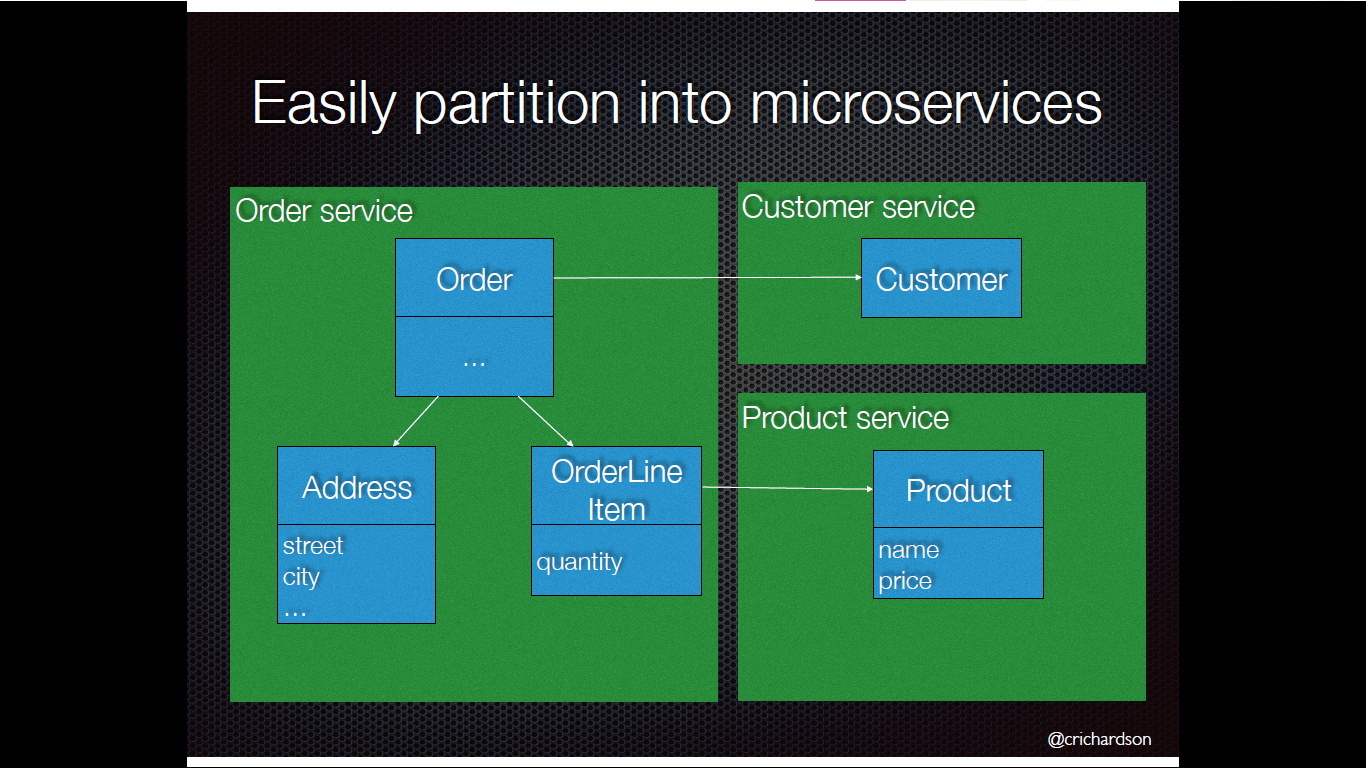 Easily partition into microservices
Order service
Order
...
Address
street
city
...
OrderLine
Item
quantity
Customer service
Customer
Product service
Product
name
price
@crichardson